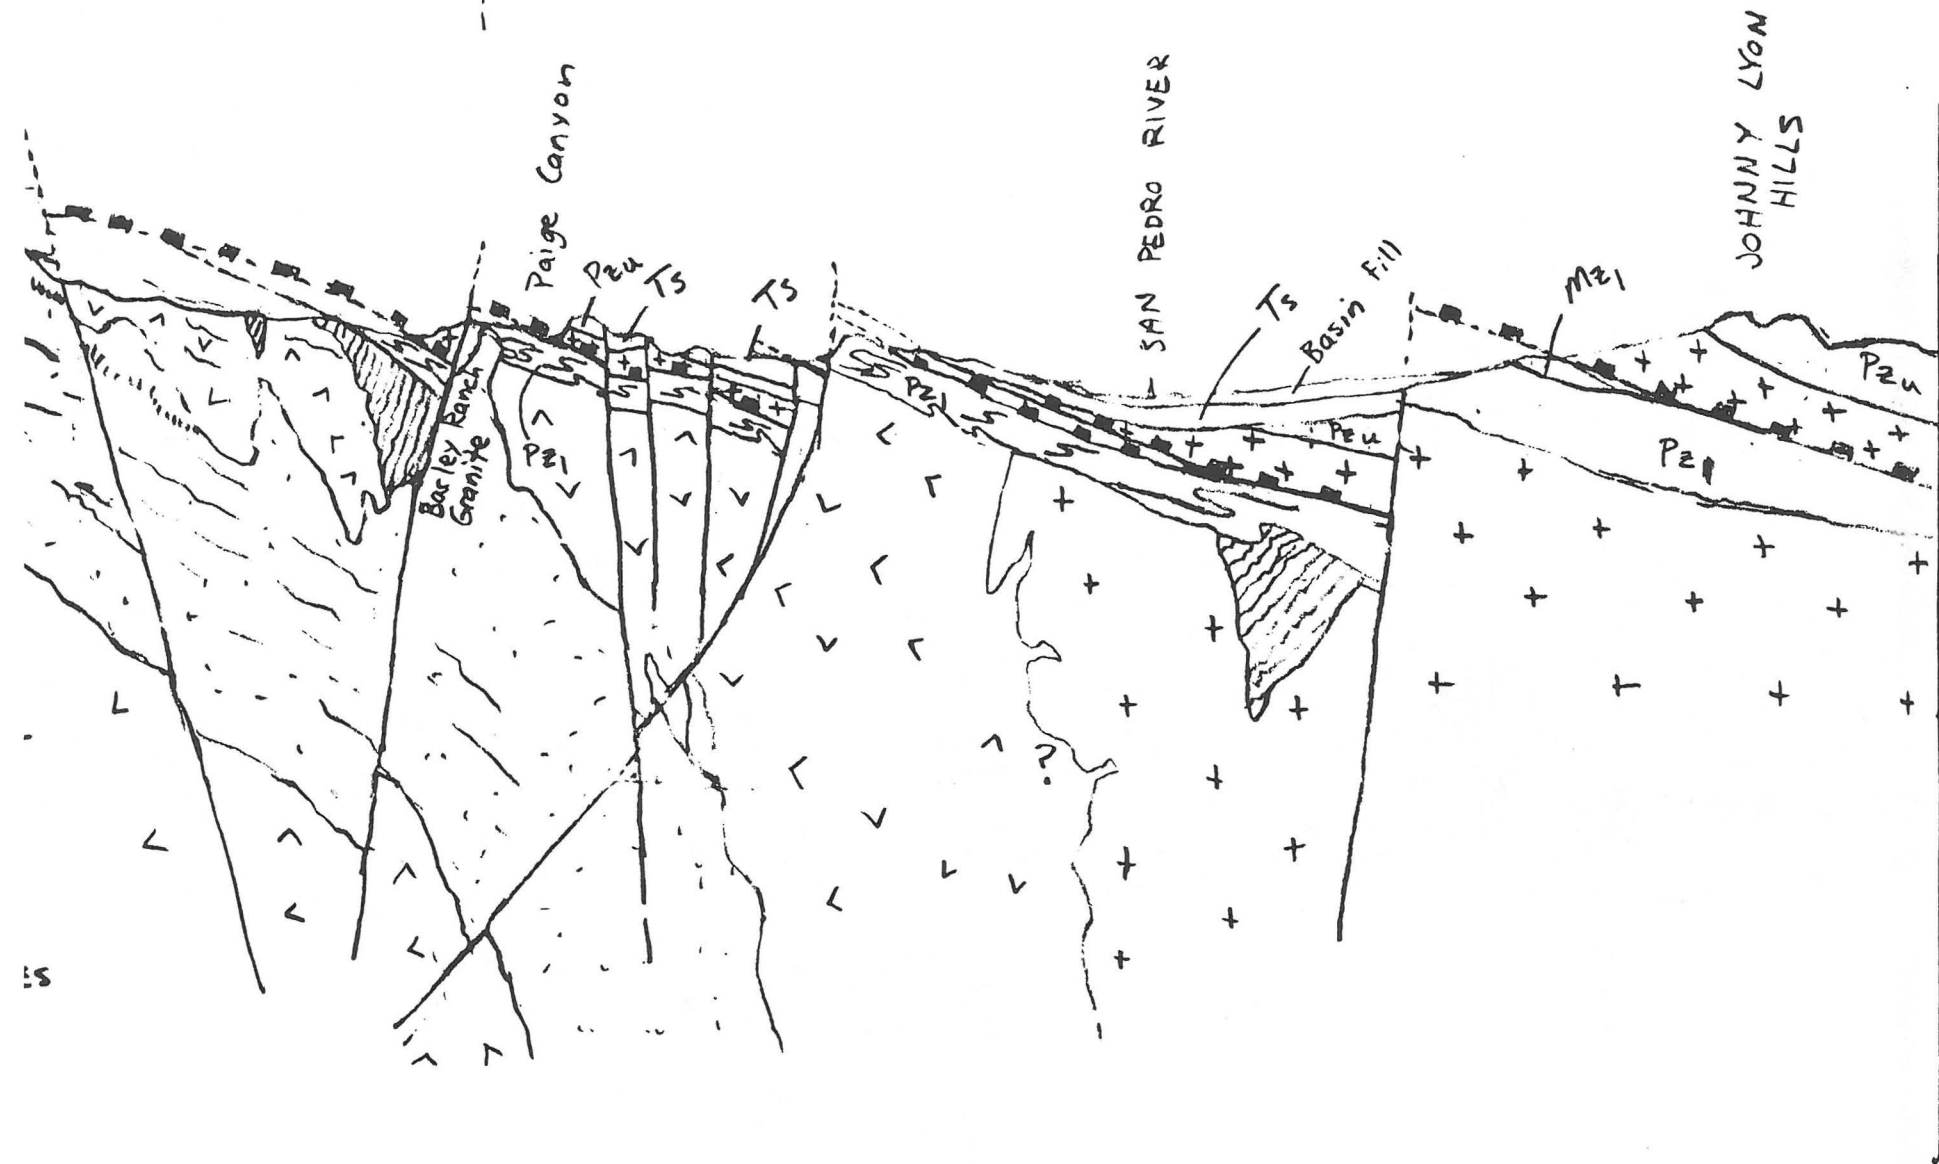 Paige Canyon
Pzu
Ts
Ts
SAN PEDRO RIVER
Ts
Basin Fill
Mzl
JOHNNY LYON
HILLS
Pzu
Pzl
Pzu
Pzl
Barley Ranch
Granite
Pzl
?
ES